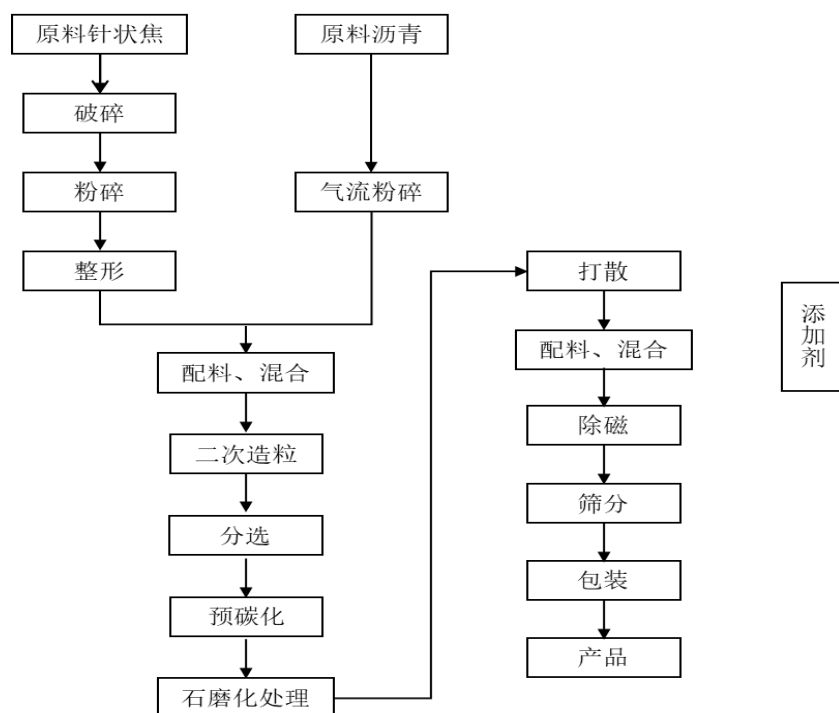 原料针状焦
原料沥青
破碎
粉碎
气流粉碎
整形
打散
添加剂
配料、混合
配料、混合
除磁
二次造粒
筛分
分选
包装
预碳化
产品
石磨化处理